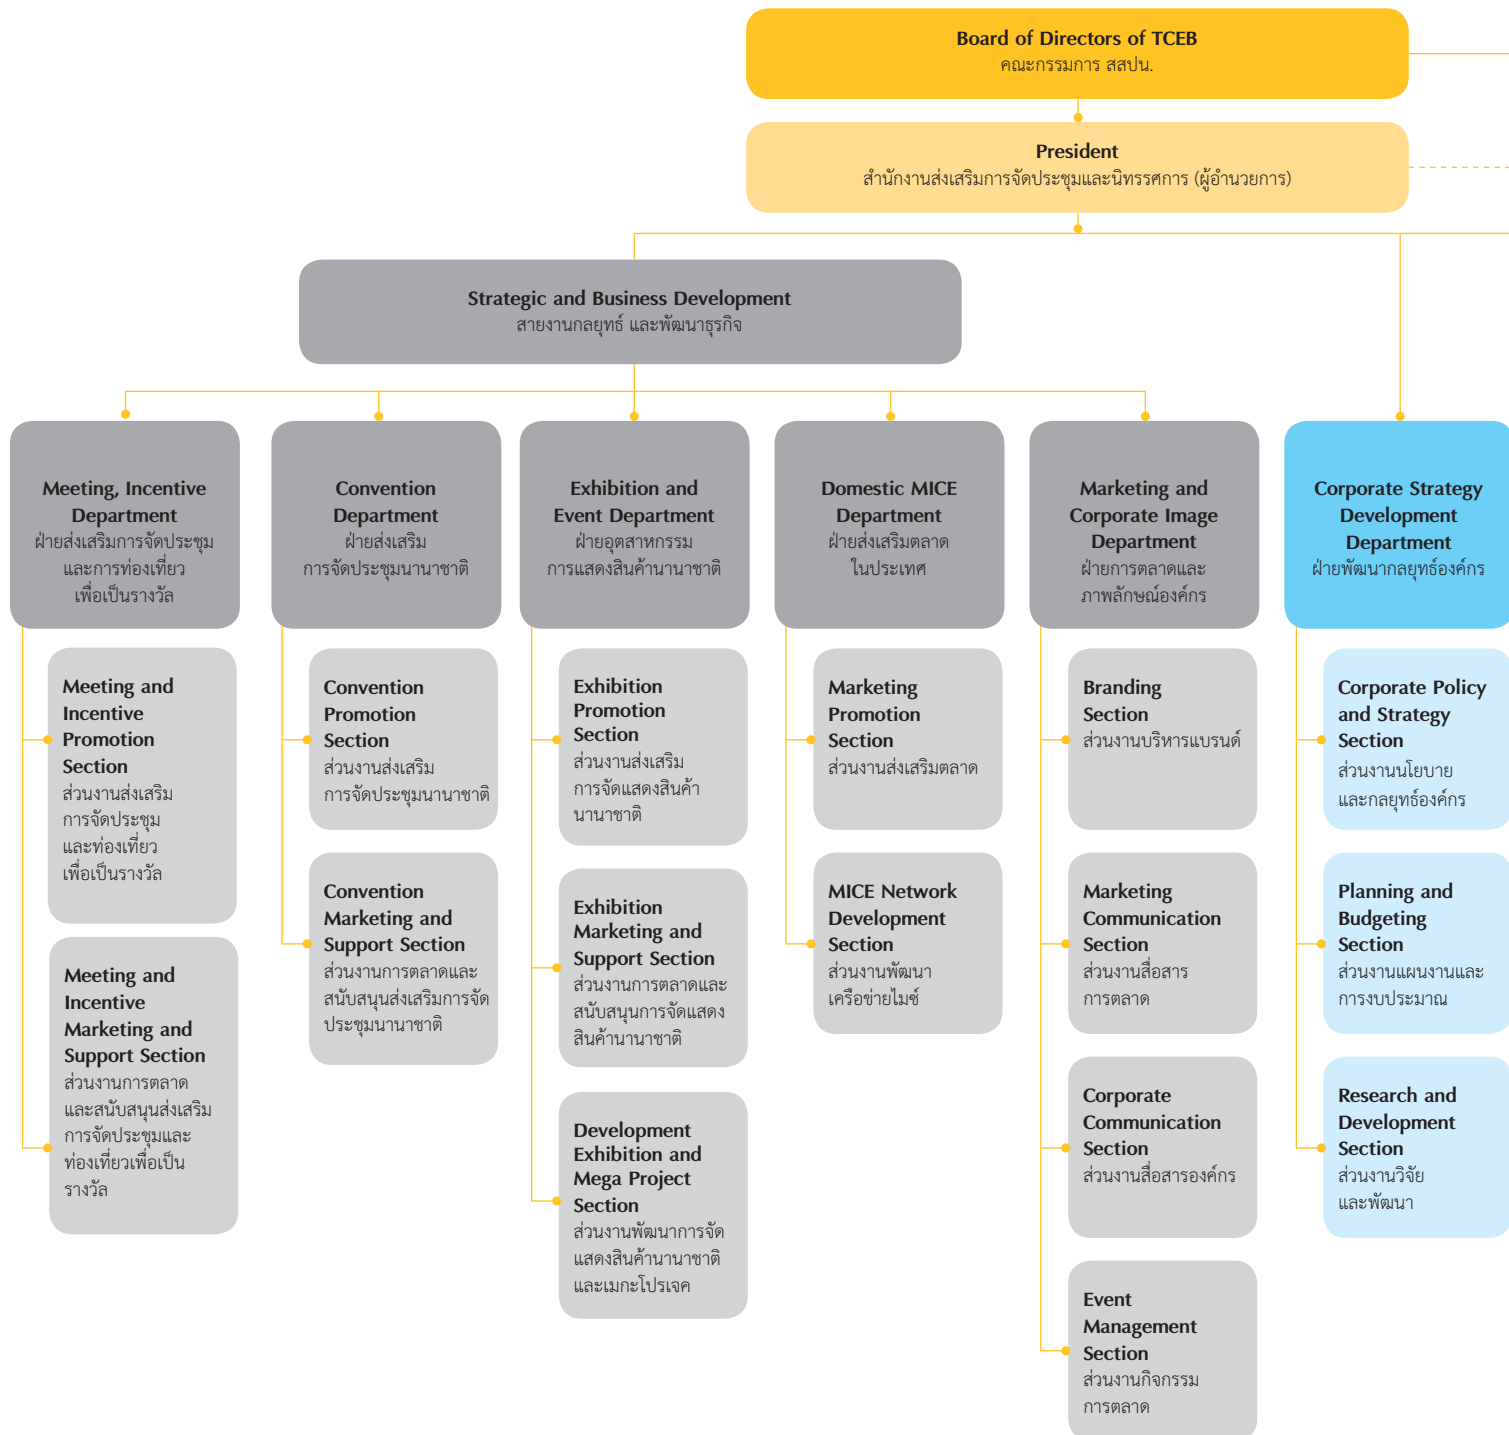 Board of Directors of TCEB
คณะกรรมการ สสปน.
President
สำนักงานส่งเสริมการจัดประชุมและนิทรรศการ (ผู้อำนวยการ)
Strategic and Business Development
สายงานกลยุทธ์ และพัฒนาธุรกิจ
Meeting, Incentive
Department
ฝ่ายส่งเสริมการจัดประชุม
และการท่องเที่ยว
เพื่อเป็นรางวัล
Meeting and
Incentive
Promotion
Section
ส่วนงานส่งเสริม
การจัดประชุม
และท่องเที่ยว
เพื่อเป็นรางวัล
Meeting and
Incentive
Marketing and
Support Section
ส่วนงานการตลาด
และสนับสนุนส่งเสริม
การจัดประชุมและ
ท่องเที่ยวเพื่อเป็น
รางวัล
Convention
Department
ฝ่ายส่งเสริม
การจัดประชุมนานาชาติ
Convention
Promotion
Section
ส่วนงานส่งเสริม
การจัดประชุมนานาชาติ
Convention
Marketing and
Support Section
ส่วนงานการตลาดและ
สนับสนุนส่งเสริมการจัด
ประชุมนานาชาติ
Exhibition and
Event Department
ฝ่ายอุตสาหกรรม
การแสดงสินค้านานาชาติ
Exhibition
Promotion
Section
ส่วนงานส่งเสริม
การจัดแสดงสินค้า
นานาชาติ
Exhibition
Marketing and
Support Section
ส่วนงานการตลาดและ
สนับสนุนการจัดแสดง
สินค้านานาชาติ
Development
Exhibition and
Mega Project
Section
ส่วนงานพัฒนาการจัด
แสดงสินค้านานาชาติ
และเมกะโปรเจค
Domestic MICE
Department
ฝ่ายส่งเสริมตลาด
ในประเทศ
Marketing
Promotion
Section
ส่วนงานส่งเสริมตลาด
MICE Network
Development
Section
ส่วนงานพัฒนา
เครือข่ายไมซ์
Marketing and
Corporate Image
Department
ฝ่ายการตลาดและ
ภาพลักษณ์องค์กร
Branding
Section
ส่วนงานบริหารแบรนด์
Marketing
Communication
Section
ส่วนงานสื่อสาร
การตลาด
Corporate
Communication
Section
ส่วนงานสื่อสารองค์กร
Event
Management
Section
ส่วนงานกิจกรรม
การตลาด
Corporate Strategy
Development
Department
ฝ่ายพัฒนากลยุทธ์องค์กร
Corporate Policy
and Strategy
Section
ส่วนงานนโยบาย
และกลยุทธ์องค์กร
Planning and
Budgeting
Section
ส่วนงานแผนงานและ
การงบประมาณ
Research and
Development
Section
ส่วนงานวิจัย
และพัฒนา